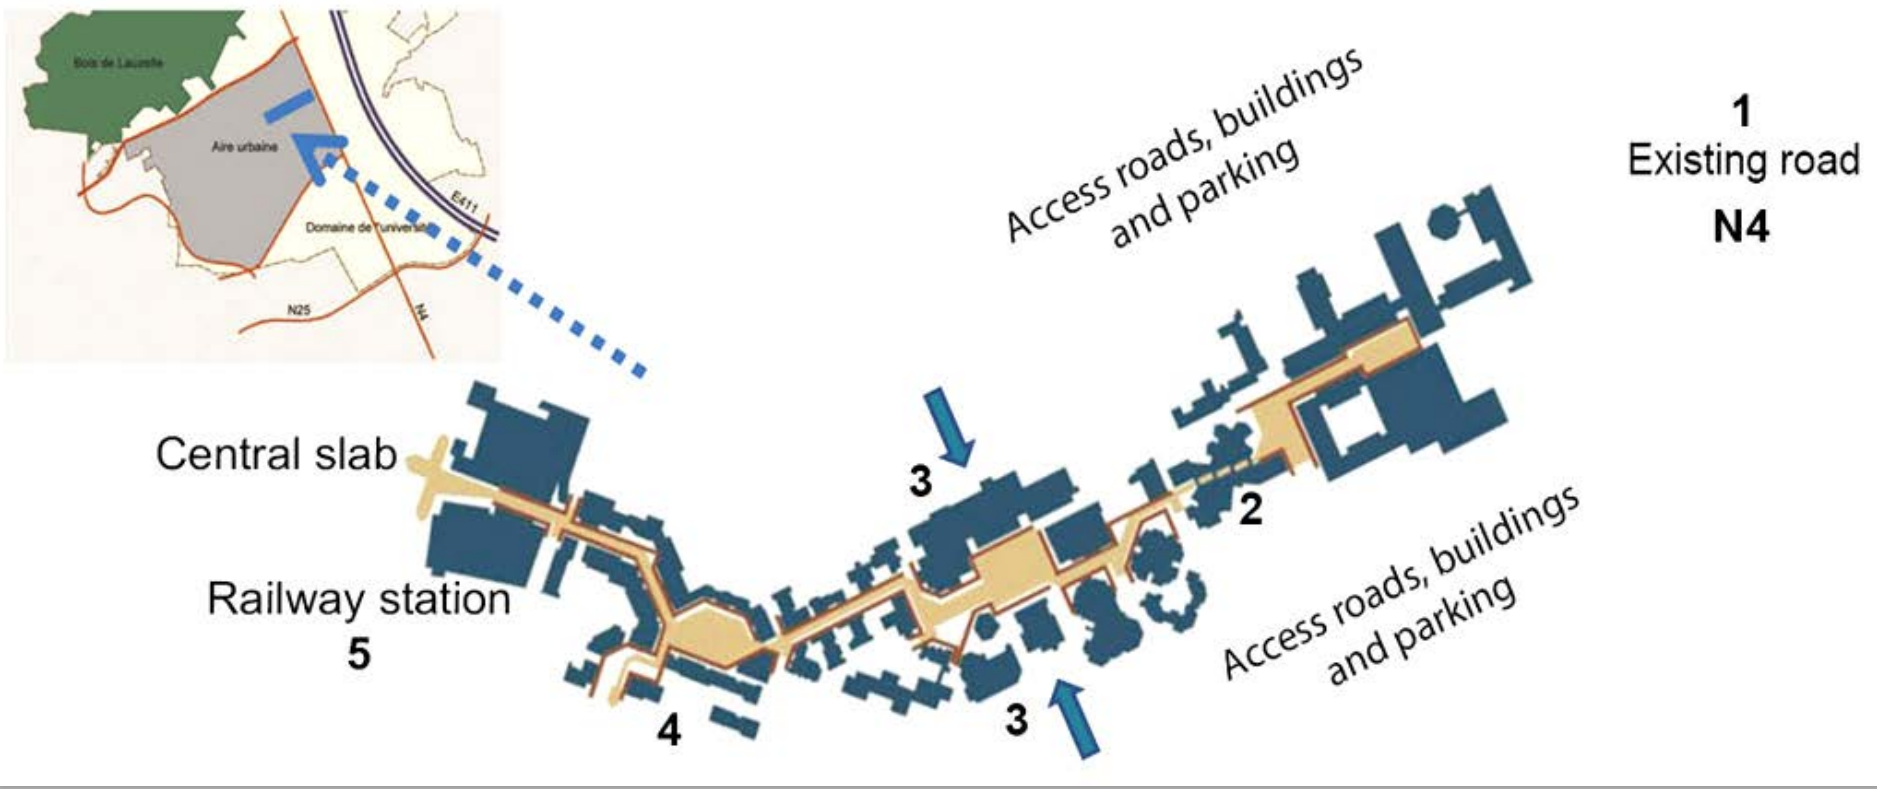 Bois de Lauzelle
Aire urbaine
Domaine de l'université
E411
N25
N4
Access roads, buildings
and parking
1
Existing road
N4
Central slab
3
2
Railway station
5
Access roads, buildings
and parking
4
3